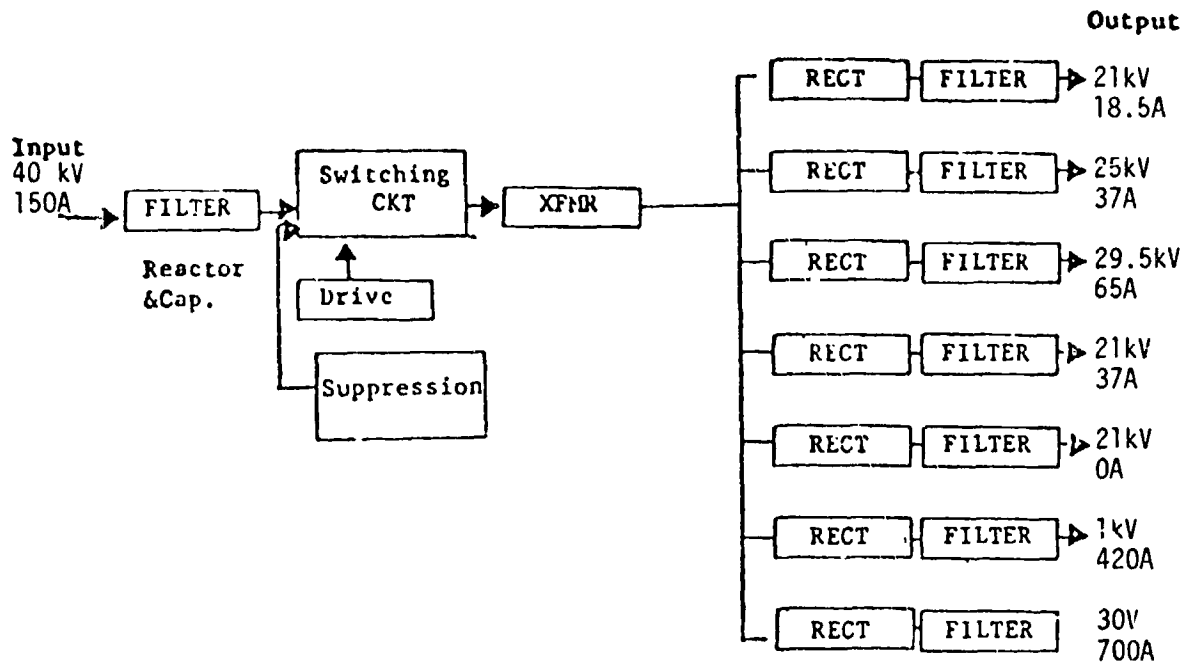 Output
Input
40 kV
150A
FILTER
Reactor
&Cap.
Switching
CKT
Drive
Suppression
XFMR
RECT FILTER 21kV
18.5A
RECT FILTER 25kV
37A
RECT FILTER 29.5kV
65A
RECT FILTER 21kV
37A
RECT FILTER 21kV
0A
RECT FILTER 1kV
420A
RECT FILTER 30V
700A